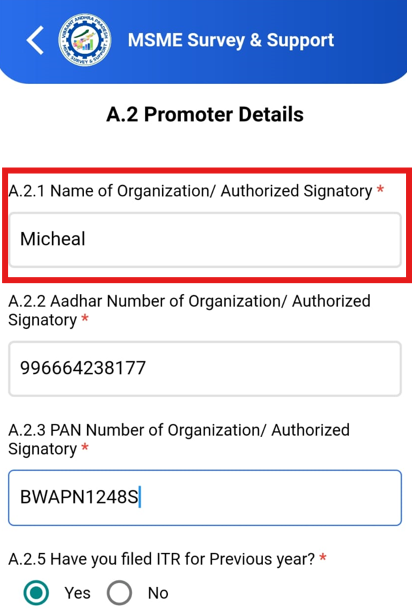 MSME Survey & Support
A.2 Promoter Details
A.2.1 Name of Organization/ Authorized Signatory *
Micheal
A.2.2 Aadhar Number of Organization/ Authorized
Signatory *
996664238177
A.2.3 PAN Number of Organization/ Authorized
Signatory *
BWAPN1248S
A.2.5 Have you filed ITR for Previous year? *
Yes No